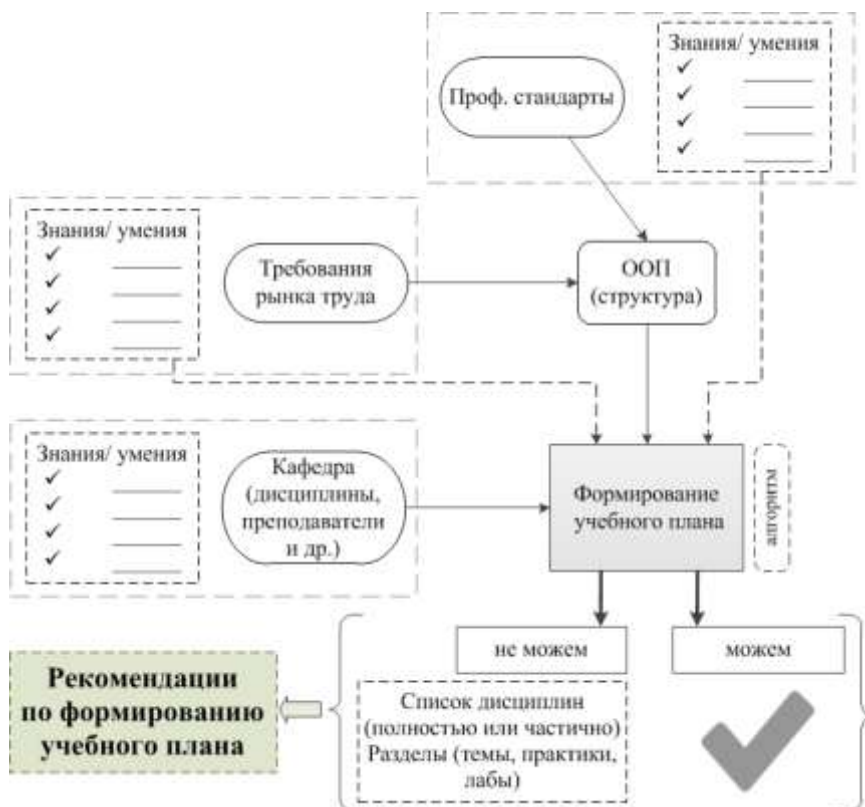 Знания/ умения
Проф. стандарты
Знания/ умения
Требования
рынка труда
ООП
(структура)
Знания/ умения
Кафедра
(дисциплины,
преподаватели
и др.)
Формирование
учебного плана
алгоритм
не можем
можем
Рекомендации
по формированию
учебного плана
Список дисциплин
(полностью или частично)
Разделы (темы, практики,
лабы)